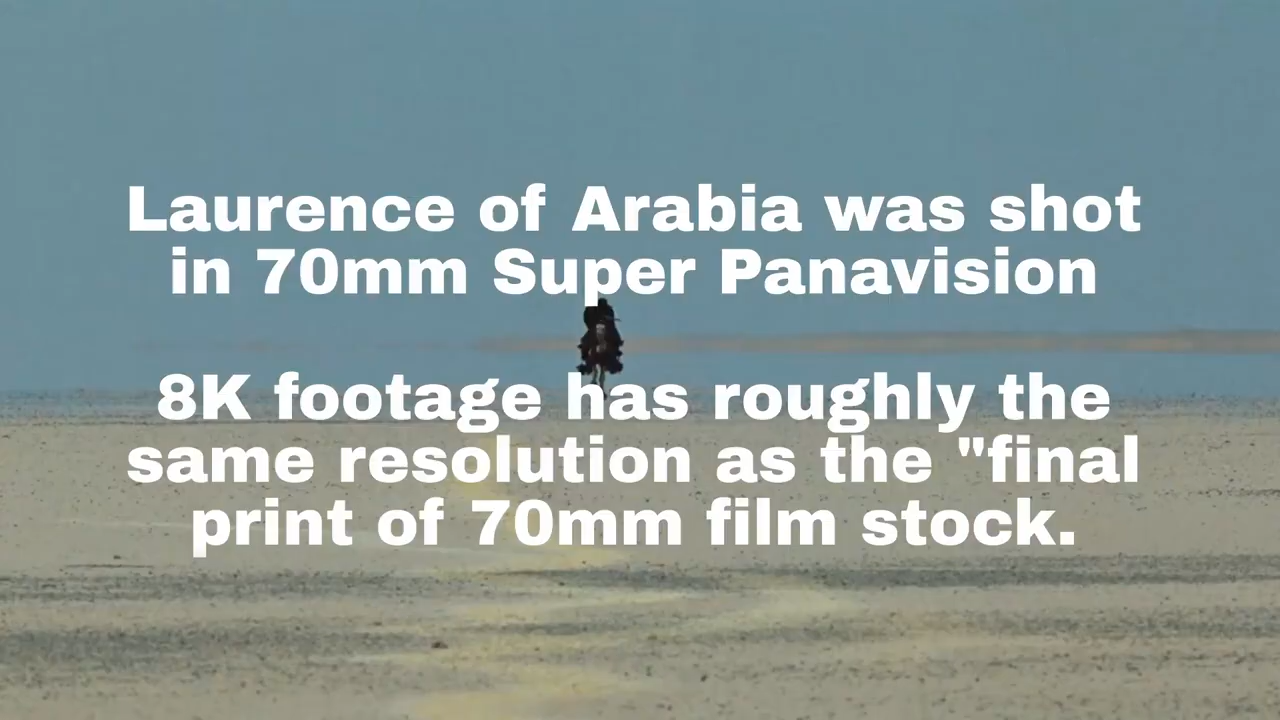 Laurence of Arabia was shot
in 70mm Super Panavision
8K footage has roughly the
same resolution as the "final
print of 70mm film stock.